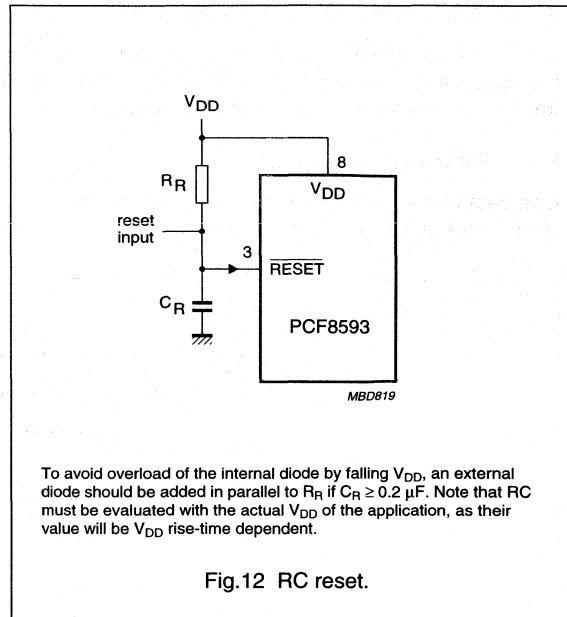 VDD
8
RR
VDD
reset
input
3
RESET
CR
PCF8593
MBD819
To avoid overload of the internal diode by falling VDD, an external
diode should be added in parallel to RR if CR ≥ 0.2 μF. Note that RC
must be evaluated with the actual VDD of the application, as their
value will be VDD rise-time dependent.
Fig.12 RC reset.